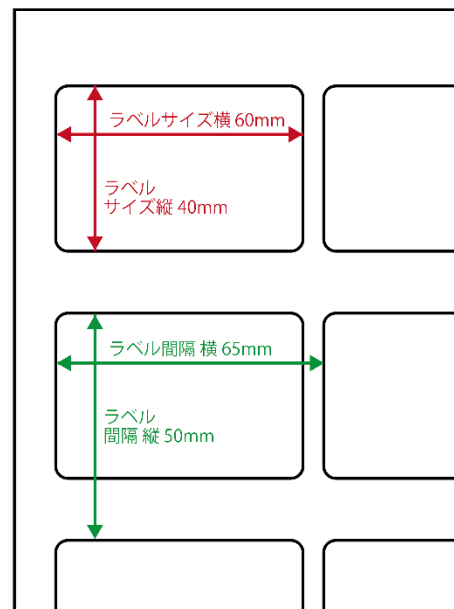 ラベルサイズ横 60mm
ラベル
サイズ縦 40mm
ラベル間隔 横 65mm
ラベル
間隔 縦 50mm